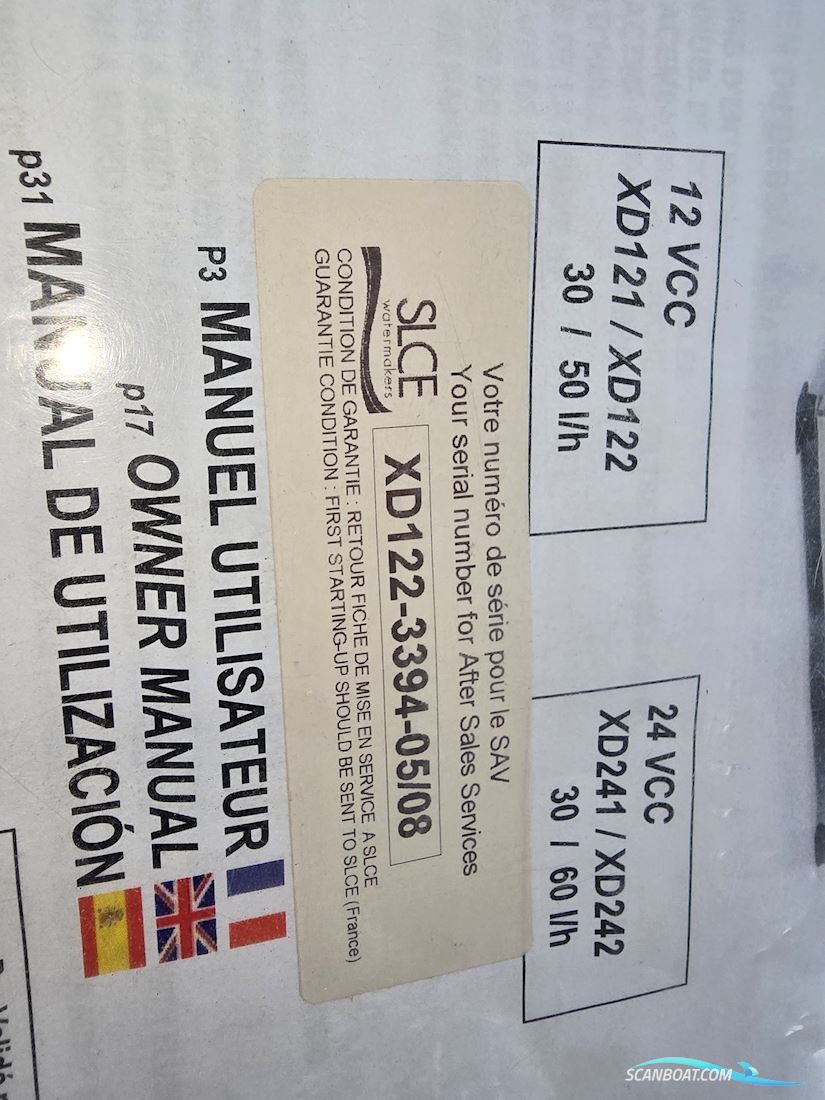 12 VCC
XD121 / XD122
30 / 50 l/h
24 VCC
XD241 / XD242
30 / 60 l/h
Votre numéro de série pour le SAV
Your serial number for After Sales Services
SLCE
watermakers
XD122-3394-05/08
CONDITION DE GARANTIE : RETOUR FICHE DE MISE EN SERVICE A SLCE
GUARANTIE CONDITION : FIRST STARTING-UP SHOULD BE SENT TO SLCE (France)
p3 MANUEL UTILISATEUR
p17 OWNER MANUAL
p31 MANUAL DE UTILIZACIÓN
SCANBOAT.COM